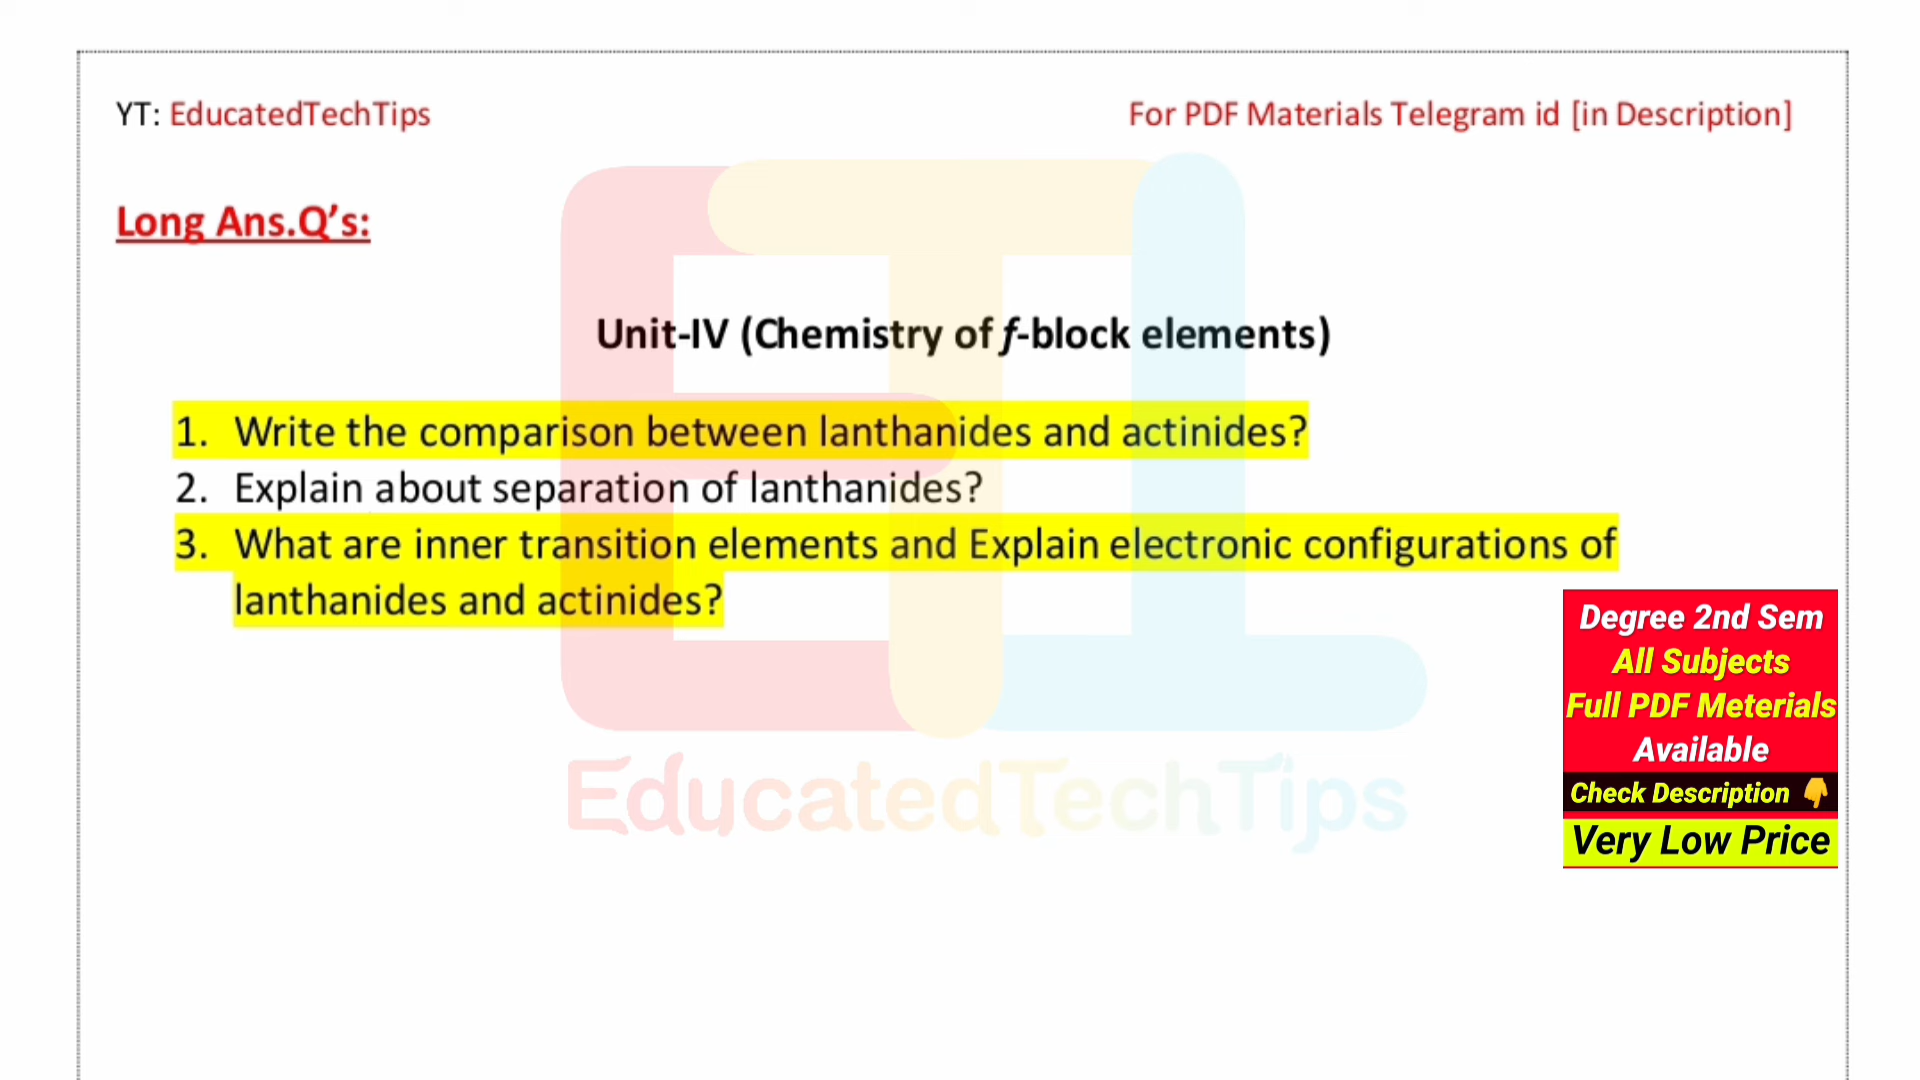 YT: EducatedTechTips
For PDF Materials Telegram id [in Description]
Long Ans.Q’s:
Unit-IV (Chemistry of f-block elements)
1. Write the comparison between lanthanides and actinides?
2. Explain about separation of lanthanides?
3. What are inner transition elements and Explain electronic configurations of
lanthanides and actinides?
Degree 2nd Sem
All Subjects
Full PDF Meterials
Available
Check Description 👇
Very Low Price
EducatedTechTips